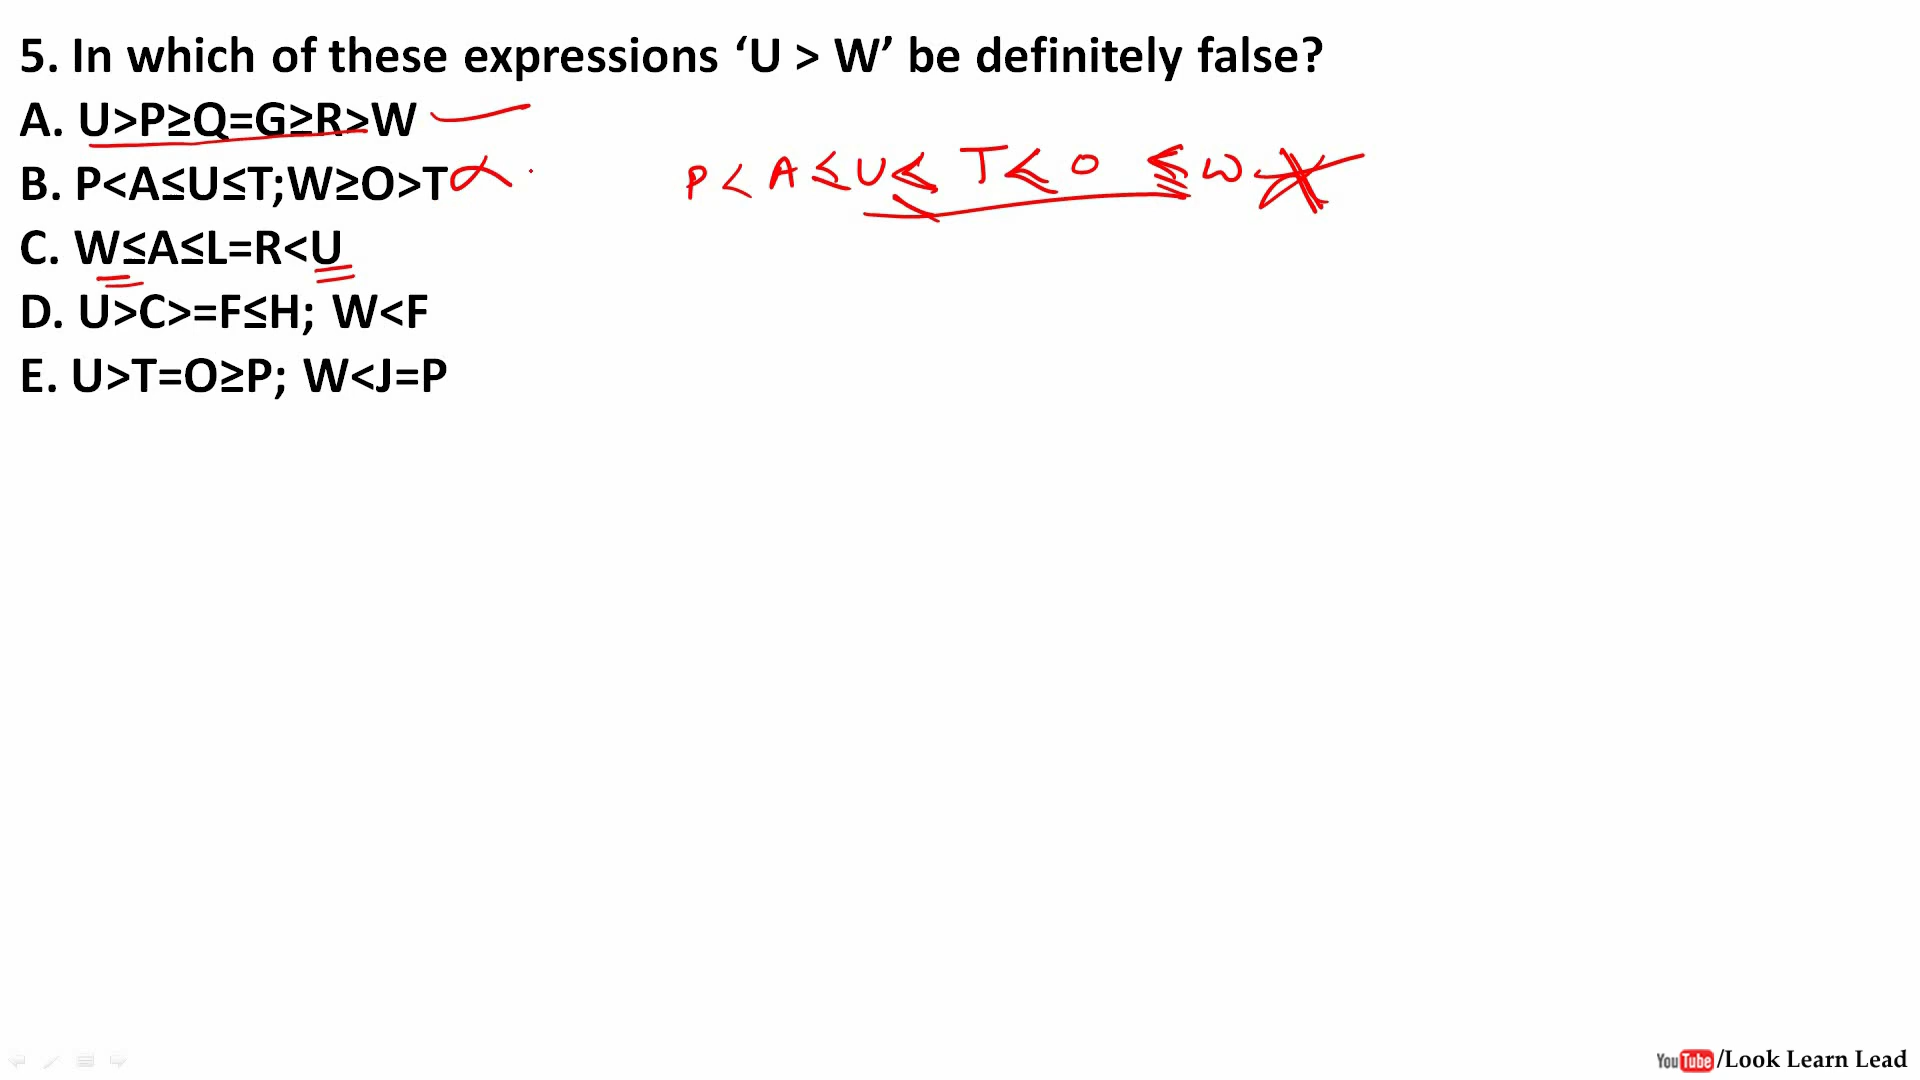 5. In which of these expressions ‘U > W’ be definitely false?
A. U>P≥Q=G≥R>W
B. P<A≤U≤T;W≥O>T
P < A ≤ U ≤ T < O ≤ W
C. W≤A≤L=R<U
D. U>C>=F≤H; W<F
E. U>T=O≥P; W<J=P
YouTube/Look Learn Lead